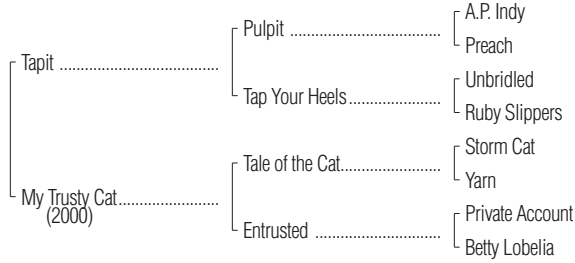 A.P. Indy
Pulpit ............................
Preach
Tapit ......................................
Unbridled
Tap Your Heels......................
Ruby Slippers
Storm Cat
Tale of the Cat.......................
Yarn
My Trusty Cat.........................
(2000)
Private Account
Entrusted .............................
Betty Lobelia